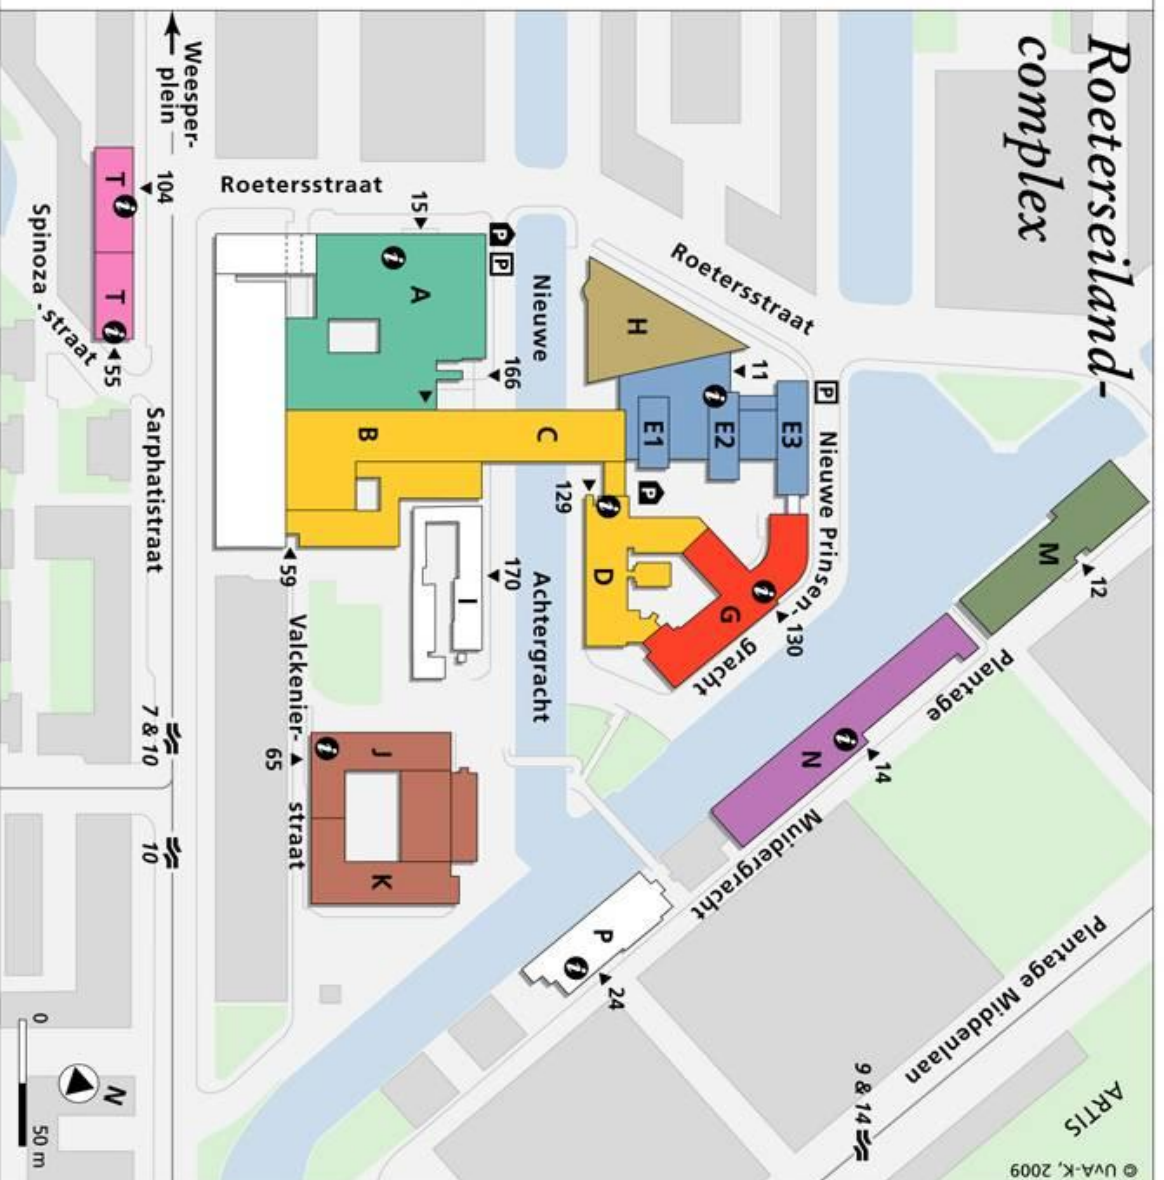 Roeterseiland-
complex
Weesper-
plein
Roetersstraat
Roetersstraat
Spinoza - straat
Sarphatistraat
Nieuwe
Achtergracht
Nieuwe Prinsen-
gracht
Valckenier-
straat
Plantage
Muidergracht
Plantage Middenlaan
ARTIS
T
T
104
55
15
A
166
B
C
H
11
E1
E2
E3
P
P
P
P
129
D
G
130
59
I
170
J
65
K
M
12
N
14
P
24
7 & 10
10
9 & 14
i
i
i
i
i
i
i
i
i
0
50 m
N
© UvA-K, 2009